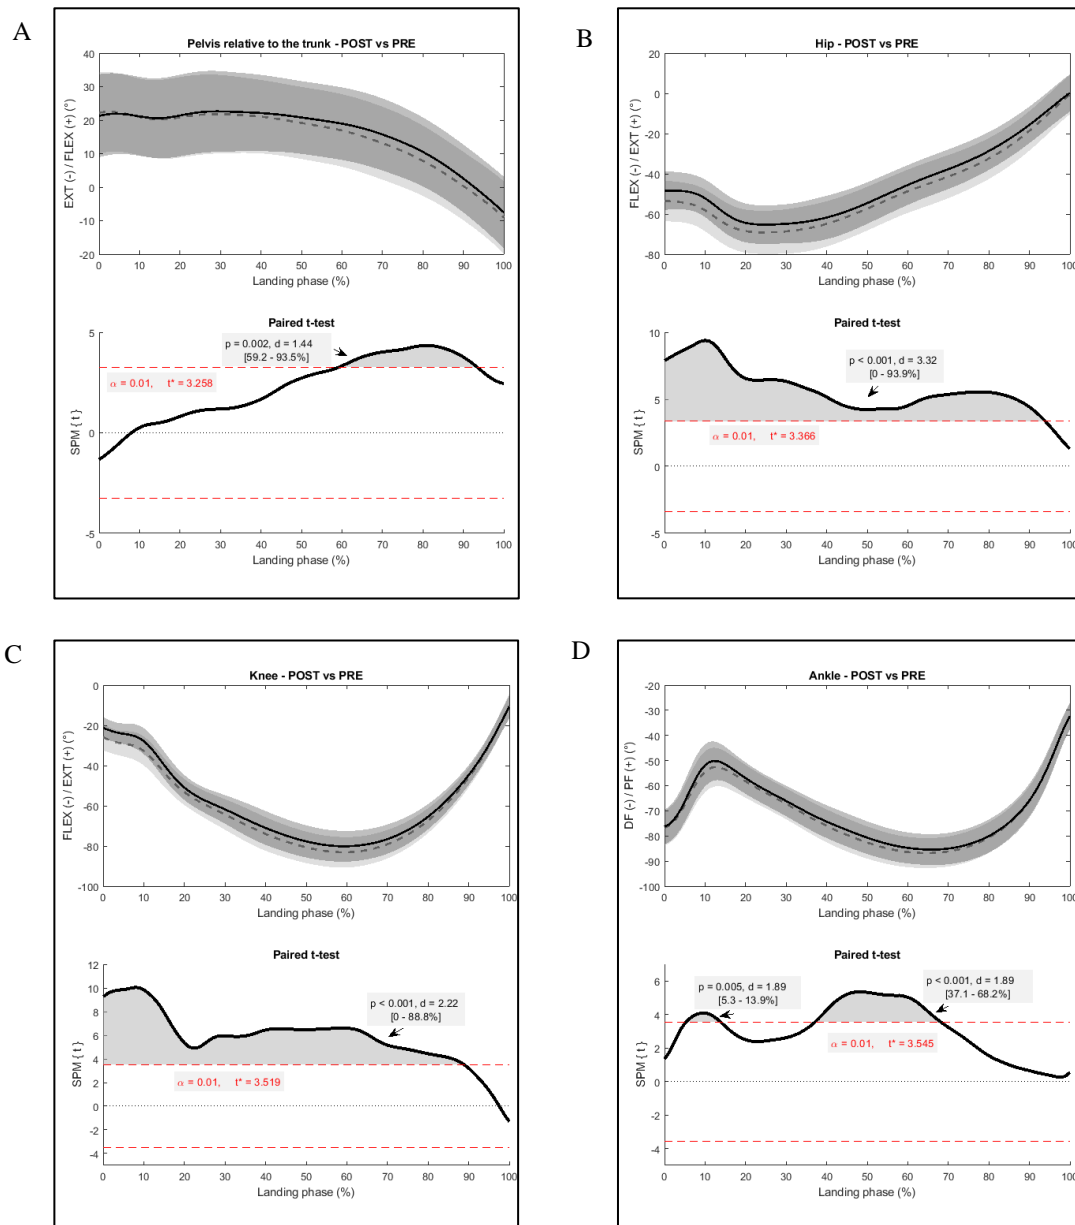 A
Pelvis relative to the trunk - POST vs PRE
EXT (-) / FLEX (+) (°)
40
30
20
10
0
-10
-20
0 10 20 30 40 50 60 70 80 90 100
Landing phase (%)
Paired t-test
SPM { t }
5
0
-5
p = 0.002, d = 1.44
[59.2 - 93.5%]
α = 0.01, t* = 3.258
0 10 20 30 40 50 60 70 80 90 100
Landing phase (%)
B
Hip - POST vs PRE
FLEX (-) / EXT (+) (°)
20
0
-20
-40
-60
-80
0 10 20 30 40 50 60 70 80 90 100
Landing phase (%)
Paired t-test
SPM { t }
10
5
0
-5
p < 0.001, d = 3.32
[0 - 93.9%]
α = 0.01, t* = 3.366
0 10 20 30 40 50 60 70 80 90 100
Landing phase (%)
C
Knee - POST vs PRE
FLEX (-) / EXT (+) (°)
0
-20
-40
-60
-80
-100
0 10 20 30 40 50 60 70 80 90 100
Landing phase (%)
Paired t-test
SPM { t }
12
10
8
6
4
2
0
-2
-4
p < 0.001, d = 2.22
[0 - 88.8%]
α = 0.01, t* = 3.519
0 10 20 30 40 50 60 70 80 90 100
Landing phase (%)
D
Ankle - POST vs PRE
DF (-) / PF (+) (°)
-20
-30
-40
-50
-60
-70
-80
-90
-100
0 10 20 30 40 50 60 70 80 90 100
Landing phase (%)
Paired t-test
SPM { t }
6
4
2
0
-2
-4
p = 0.005, d = 1.89
[5.3 - 13.9%]
p < 0.001, d = 1.89
[37.1 - 68.2%]
α = 0.01, t* = 3.545
0 10 20 30 40 50 60 70 80 90 100
Landing phase (%)